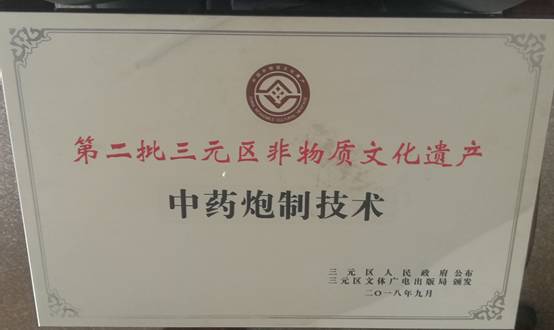 第二批三元区非物质文化遗产
中药炮制技术
三元区人民政府公布
三元区文体广电出版局 颁发
二〇一八年九月